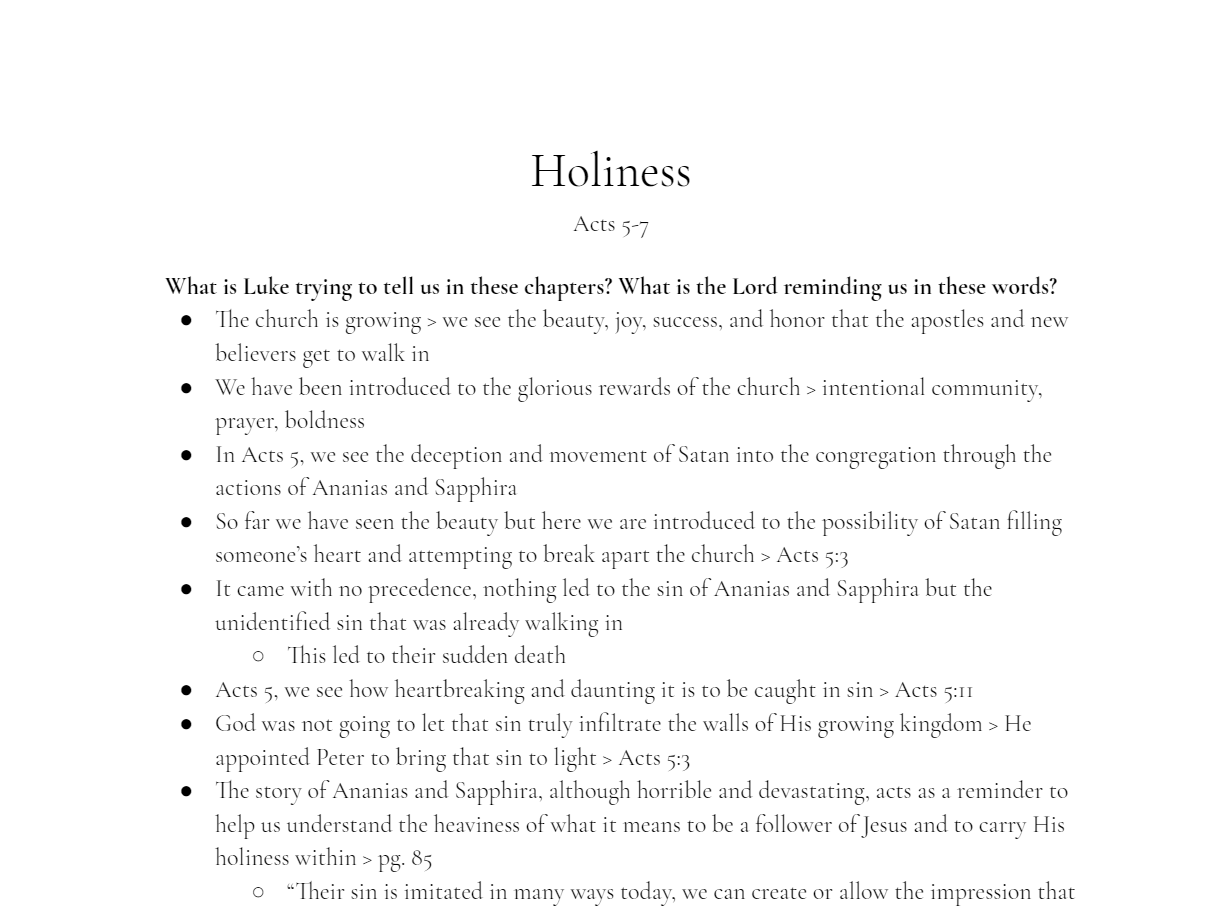 Holiness
Acts 5-7
What is Luke trying to tell us in these chapters? What is the Lord reminding us in these words?
● The church is growing > we see the beauty, joy, success, and honor that the apostles and new
believers get to walk in
● We have been introduced to the glorious rewards of the church > intentional community,
prayer, boldness
● In Acts 5, we see the deception and movement of Satan into the congregation through the
actions of Ananias and Sapphira
● So far we have seen the beauty but here we are introduced to the possibility of Satan filling
someone’s heart and attempting to break apart the church > Acts 5:3
● It came with no precedence, nothing led to the sin of Ananias and Sapphira but the
unidentified sin that was already walking in
○ This led to their sudden death
● Acts 5, we see how heartbreaking and daunting it is to be caught in sin > Acts 5:11
● God was not going to let that sin truly infiltrate the walls of His growing kingdom > He
appointed Peter to bring that sin to light > Acts 5:3
● The story of Ananias and Sapphira, although horrible and devastating, acts as a reminder to
help us understand the heaviness of what it means to be a follower of Jesus and to carry His
holiness within > pg. 85
○ “Their sin is imitated in many ways today, we can create or allow the impression that